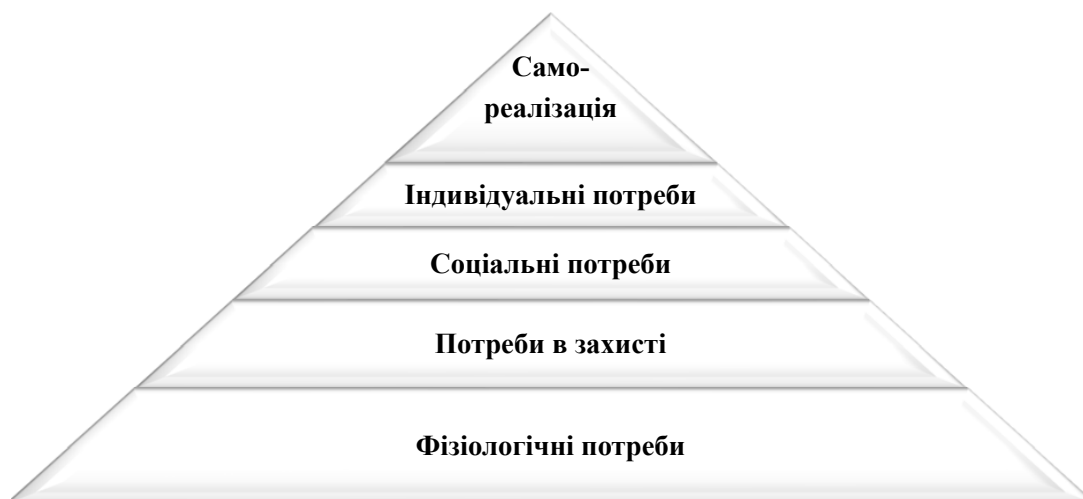 Само-
реалізація
Індивідуальні потреби
Соціальні потреби
Потреби в захисті
Фізіологічні потреби